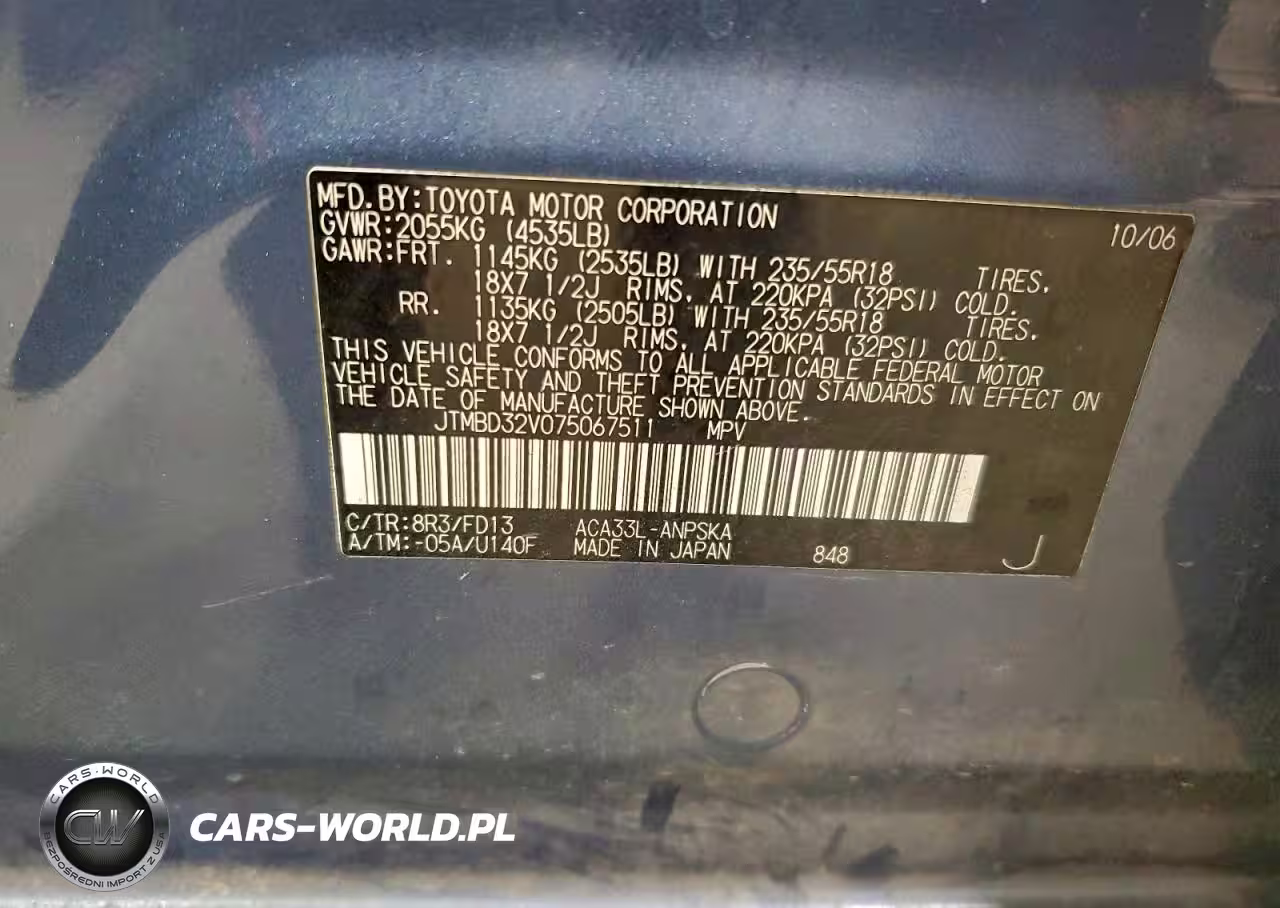 MFD.BY:TOYOTA MOTOR CORPORATION 10/06
GVWR:2055KG (4535LB)
GAWR:FRT. 1145KG (2535LB) WITH 235/55R18 TIRES,
18X7 1/2J RIMS, AT 220KPA (32PSI) COLD.
RR. 1135KG (2505LB) WITH 235/55R18 TIRES,
18X7 1/2J RIMS, AT 220KPA (32PSI) COLD.
THIS VEHICLE CONFORMS TO ALL APPLICABLE FEDERAL MOTOR
VEHICLE SAFETY AND THEFT PREVENTION STANDARDS IN EFFECT ON
THE DATE OF MANUFACTURE SHOWN ABOVE.
JTMBD32V075067511 MPV
C/TR:8R3/FD13 ACA33L-ANPSKA
A/TM:-05A/U140F MADE IN JAPAN 848 J
CARS-WORLD
CW
BEZPOŚREDNI IMPORT Z USA
CARS-WORLD.PL